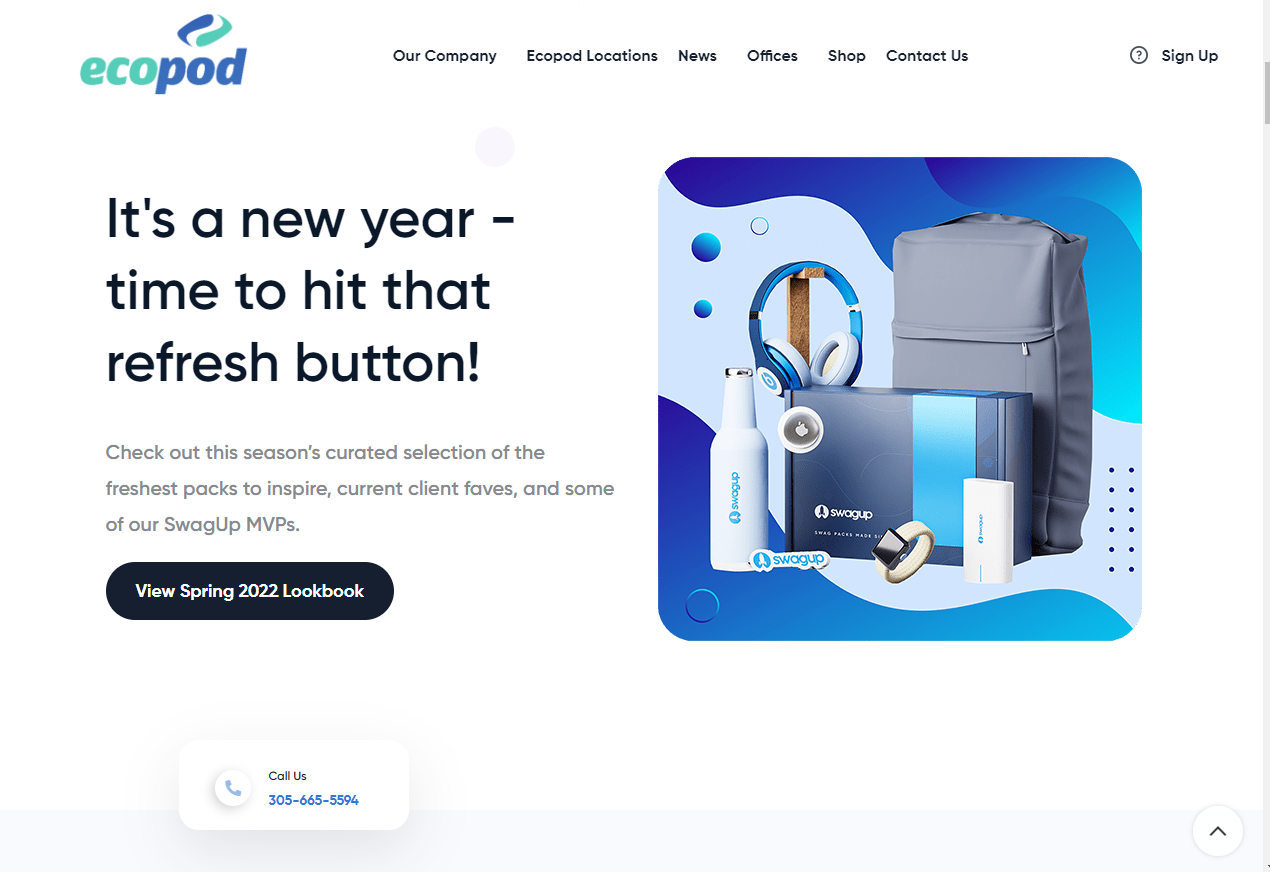 ecopod
Our Company Ecopod Locations News Offices Shop Contact Us ? Sign Up
It's a new year -
time to hit that
refresh button!
Check out this season’s curated selection of the
freshest packs to inspire, current client faves, and some
of our SwagUp MVPs.
View Spring 2022 Lookbook
swagup
swagup
SWAG PACKS MADE
swagup
swagup
Call Us
305-665-5594